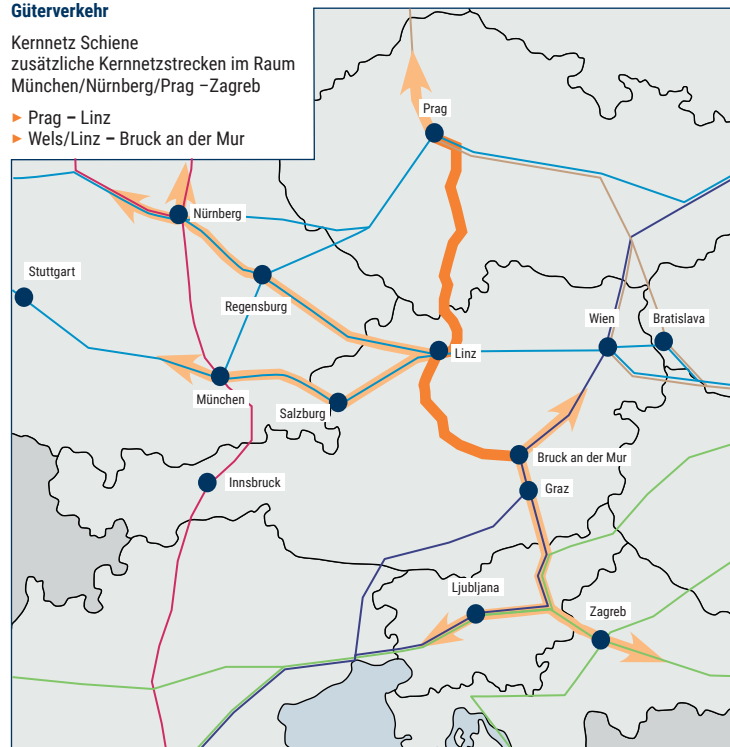 Güterverkehr
Kernnetz Schiene
zusätzliche Kernnetzstrecken im Raum
München/Nürnberg/Prag –Zagreb
► Prag – Linz
► Wels/Linz – Bruck an der Mur
Prag
Nürnberg
Stuttgart
Regensburg
Wien
Bratislava
Linz
München
Salzburg
Bruck an der Mur
Innsbruck
Graz
Ljubljana
Zagreb